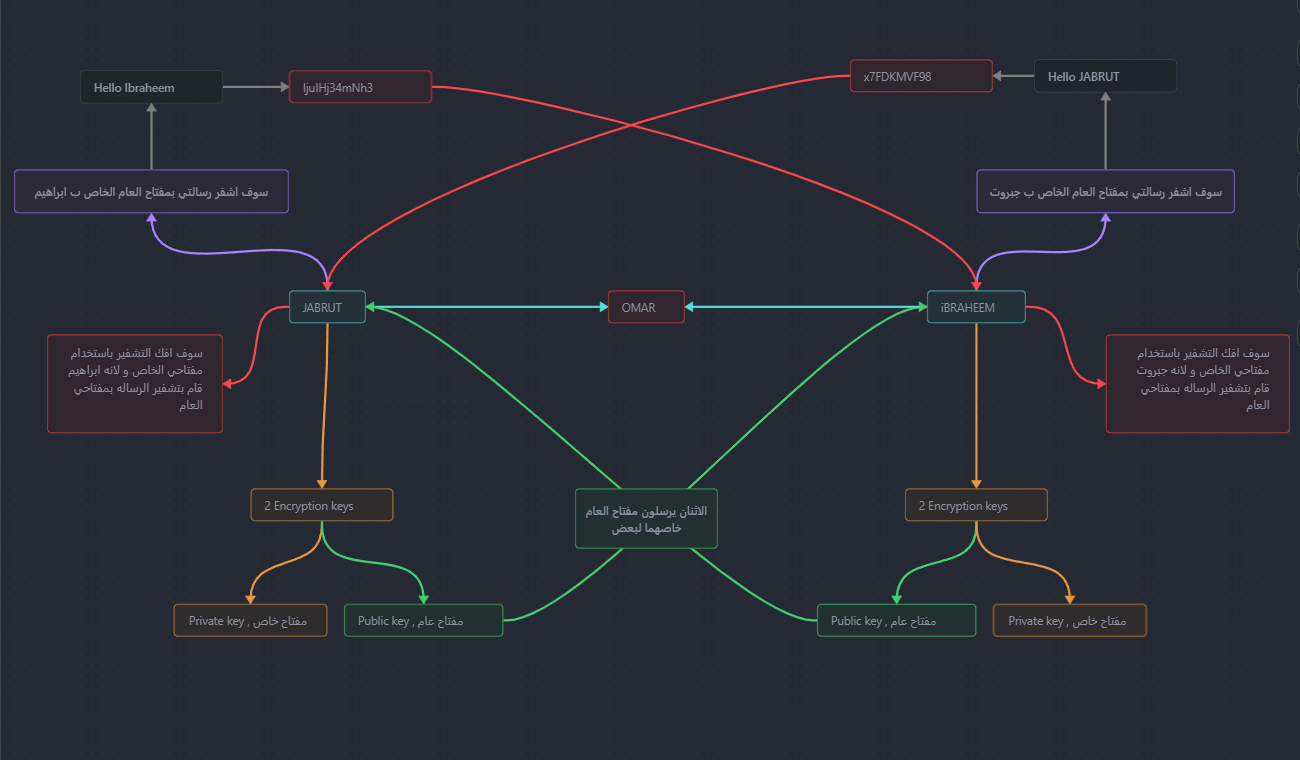 Hello Ibraheem
IjuIHj34mNh3
x7FDKMVF98
Hello JABRUT
سوف اشفر رسالتي بمفتاح العام الخاص ب ابراهيم
سوف اشفر رسالتي بمفتاح العام الخاص ب جبروت
JABRUT
OMAR
iBRAHEEM
سوف افك التشفير باستخدام
مفتاحي الخاص و لانه ابراهيم
قام بتشفير الرساله بمفتاحي
العام
سوف افك التشفير باستخدام
مفتاحي الخاص و لانه جبروت
قام بتشفير الرساله بمفتاحي
العام
2 Encryption keys
الاثنان يرسلون مفتاح العام
خاصهما لبعض
2 Encryption keys
Private key , مفتاح خاص
Public key , مفتاح عام
Public key , مفتاح عام
Private key , مفتاح خاص